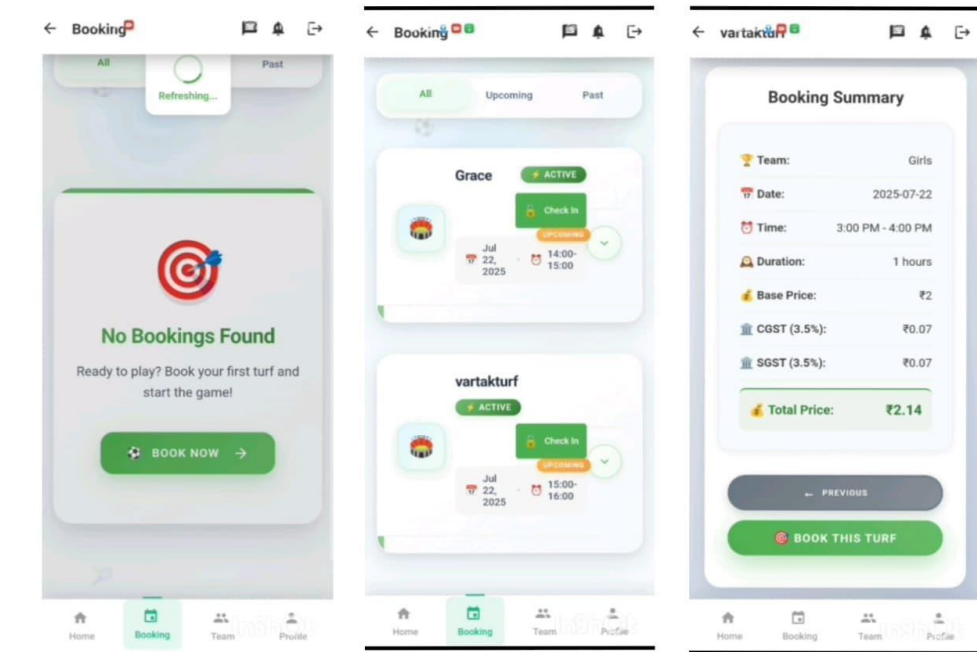 Booking
All
Past
Refreshing...
No Bookings Found
Ready to play? Book your first turf and
start the game!
BOOK NOW →
Home
Booking
Team
Profile
Booking
All
Upcoming
Past
Grace
ACTIVE
Check In
UPCOMING
Jul
22,
2025
14:00-
15:00
vartakturf
ACTIVE
Check In
UPCOMING
Jul
22,
2025
15:00-
16:00
Home
Booking
Team
Profile
vartakturf
Booking Summary
Team: Girls
Date: 2025-07-22
Time: 3:00 PM - 4:00 PM
Duration: 1 hours
Base Price: ₹2
CGST (3.5%): ₹0.07
SGST (3.5%): ₹0.07
Total Price: ₹2.14
← PREVIOUS
BOOK THIS TURF
Home
Booking
Team
Profile